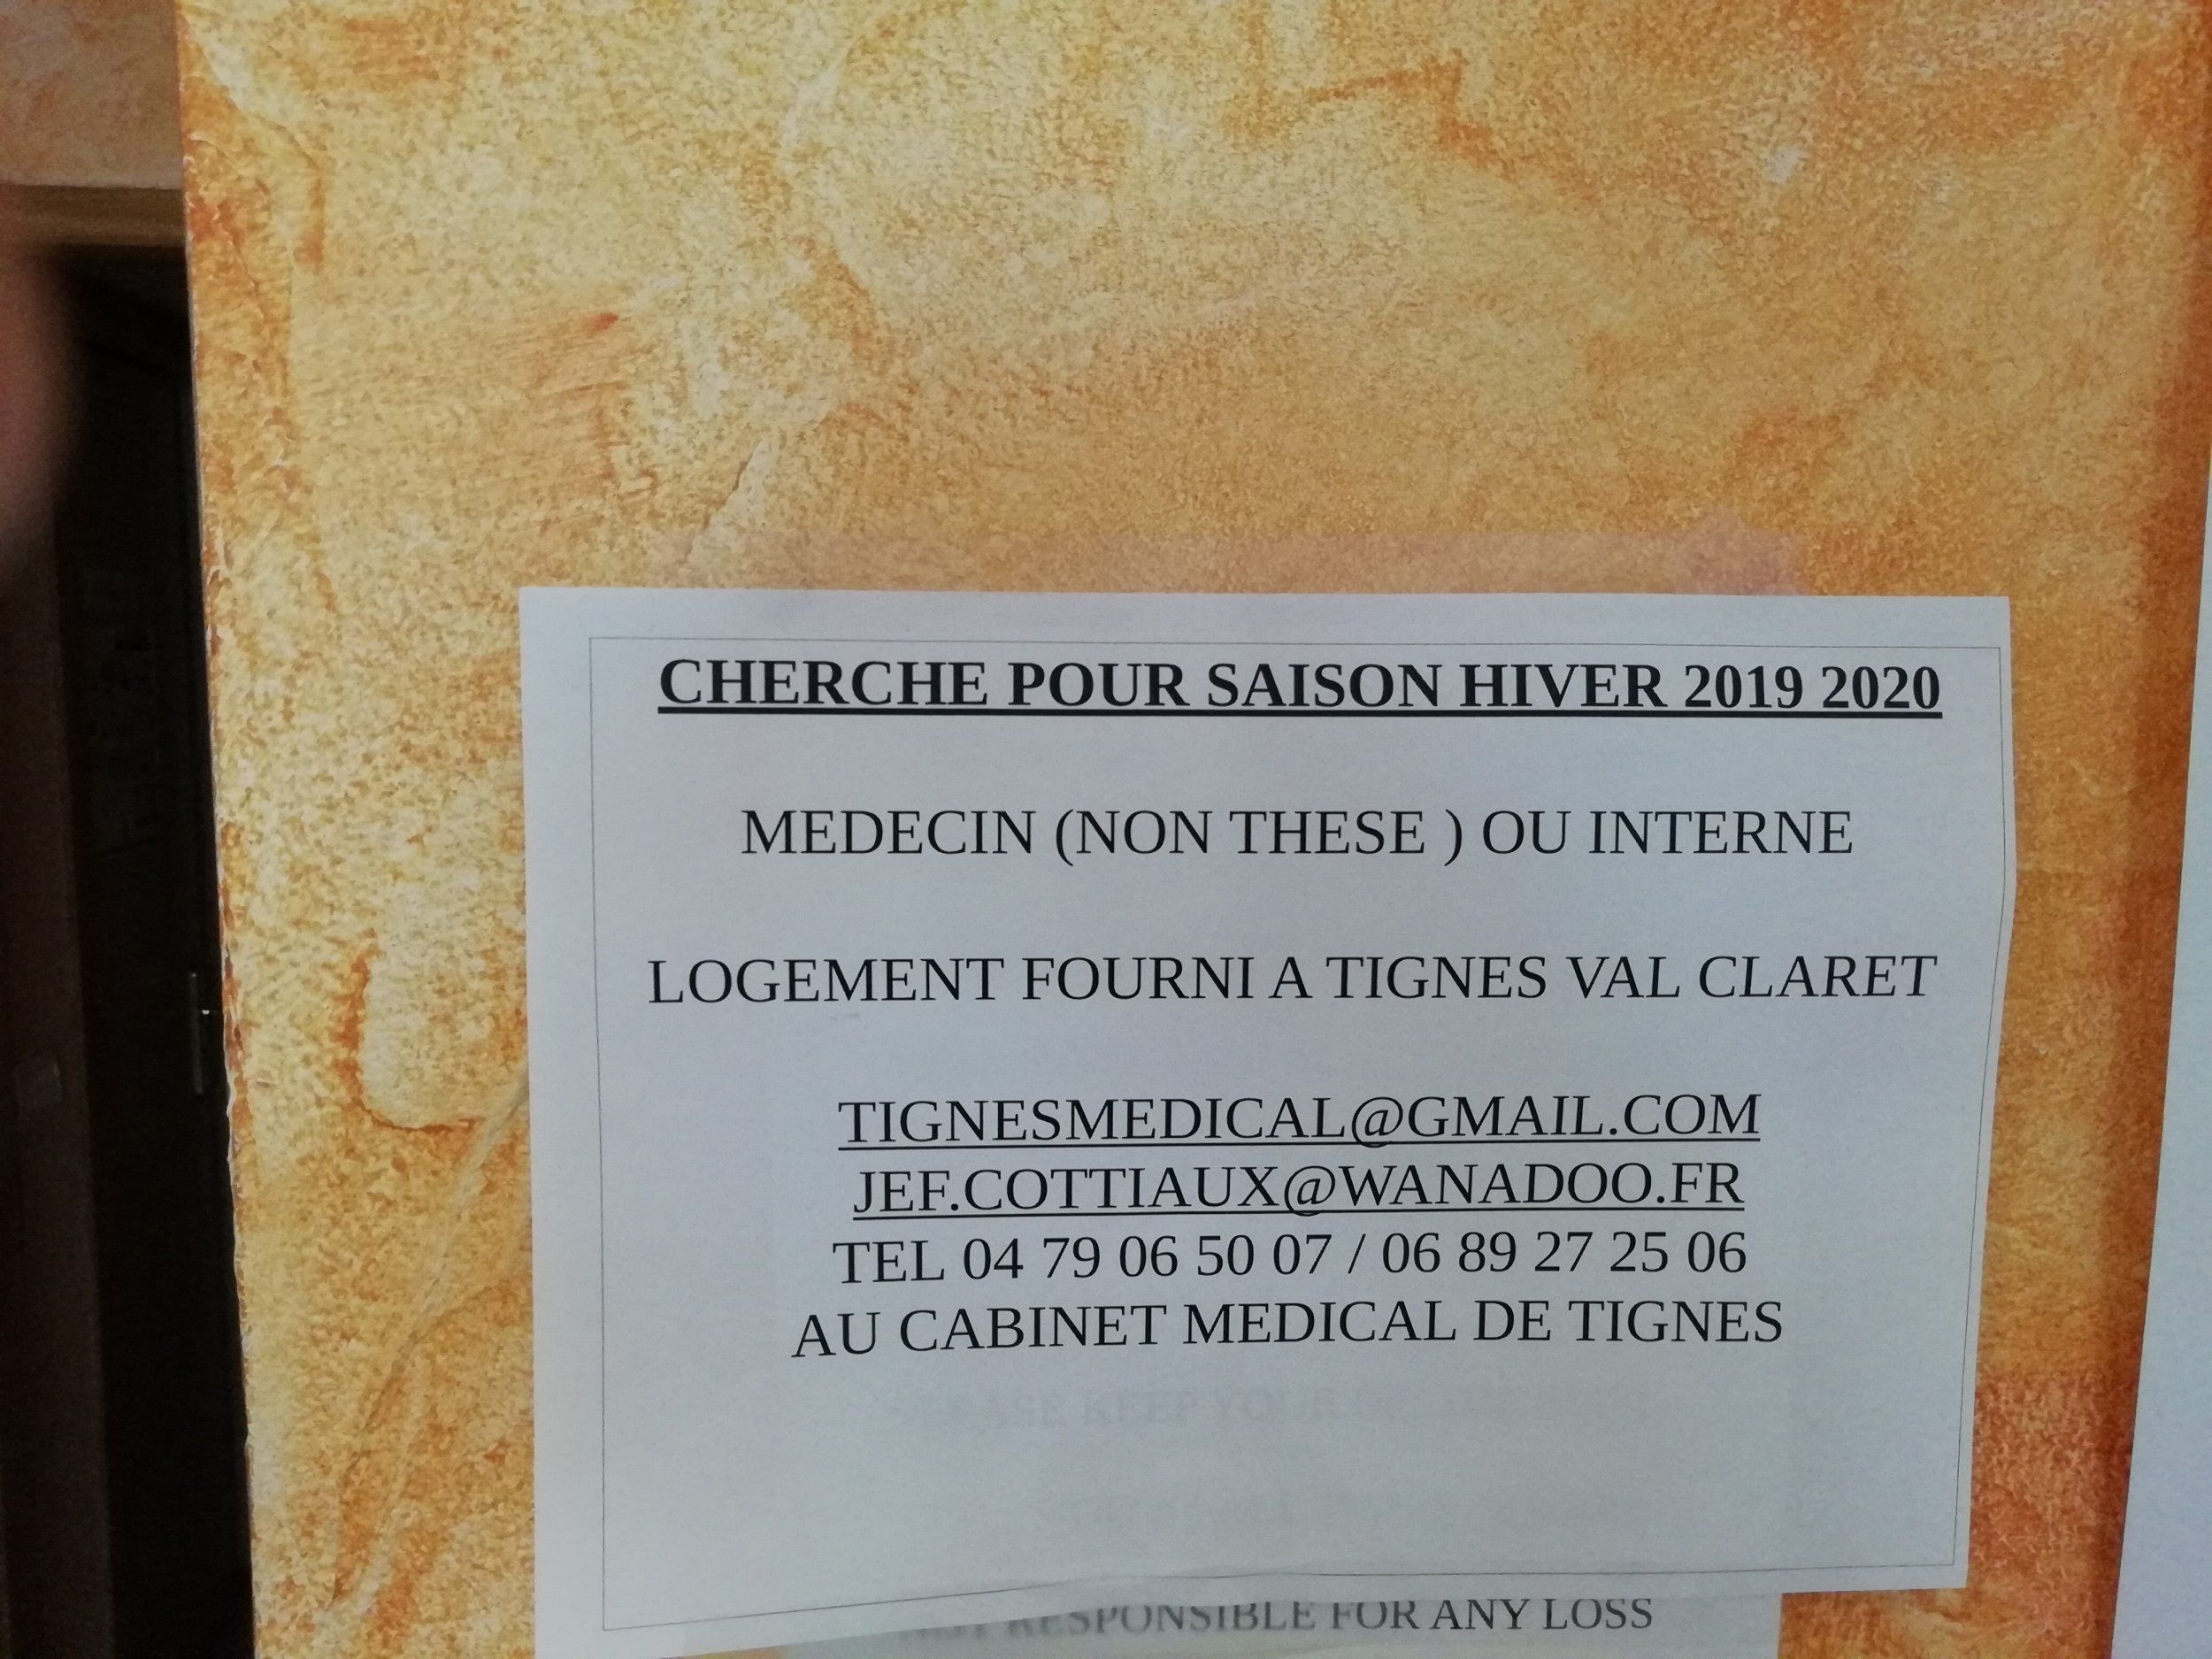 CHERCHE POUR SAISON HIVER 2019 2020
MEDECIN (NON THESE ) OU INTERNE
LOGEMENT FOURNI A TIGNES VAL CLARET
TIGNESMEDICAL@GMAIL.COM
JEF.COTTIAUX@WANADOO.FR
TEL 04 79 06 50 07 / 06 89 27 25 06
AU CABINET MEDICAL DE TIGNES
KEEP YOUR
RESPONSIBLE FOR ANY LOSS